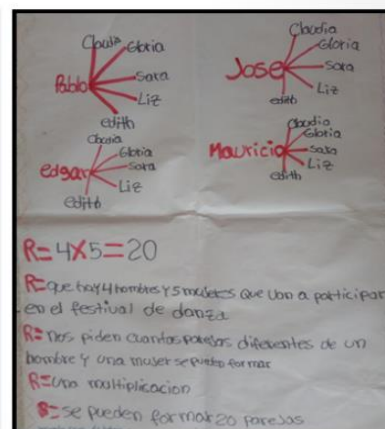 Claudia
Gloria
Pablo
Sara
Liz
edith
Claudia
Gloria
Jose
Sara
Liz
edith
Claudia
Gloria
edgar
Sara
Liz
edith
Claudia
Gloria
Mauricio
Sara
Liz
edith
R= 4X5=20
R= que hay 4 hombres y 5 mujeres que van a participar
en el festival de danza
R= nos piden cuantas parejas diferentes de un
hombre y una mujer se puede formar
R= una multiplicacion
R= se pueden formar 20 parejas